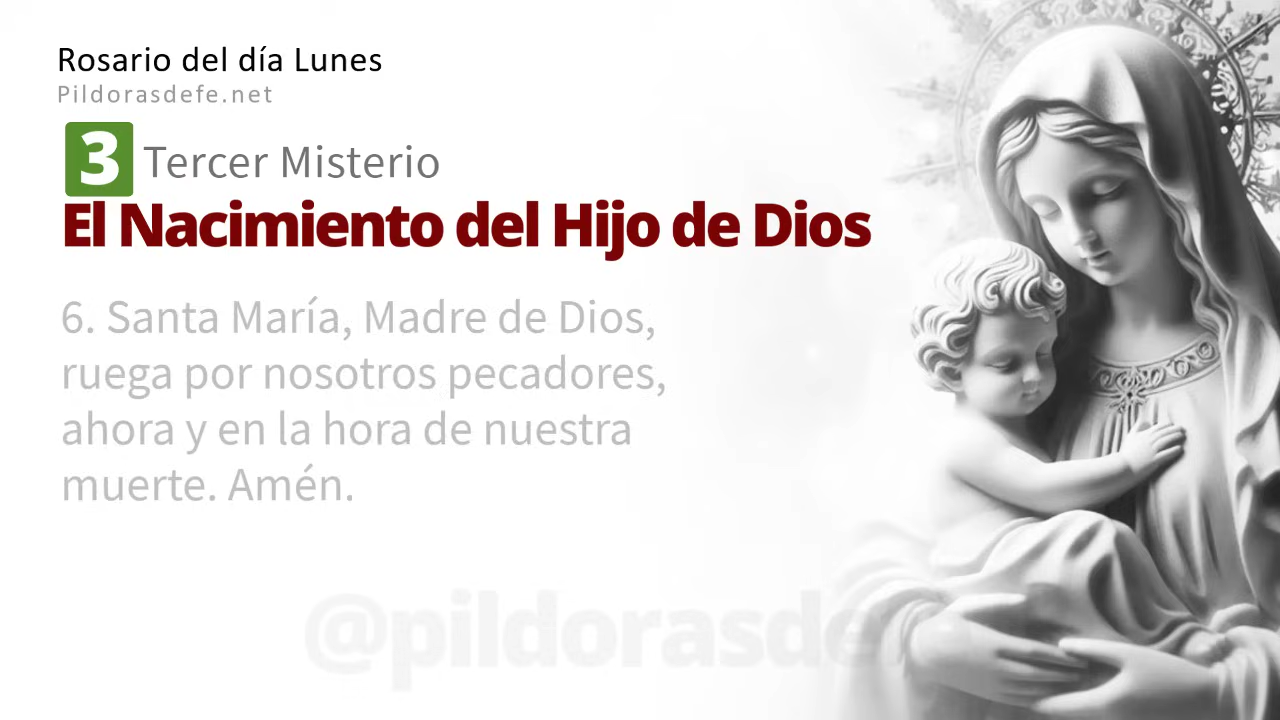 Rosario del día Lunes
Pildorasdefe.net
3 Tercer Misterio
El Nacimiento del Hijo de Dios
6. Santa María, Madre de Dios,
ruega por nosotros pecadores,
ahora y en la hora de nuestra
muerte. Amén.
@pildorasde